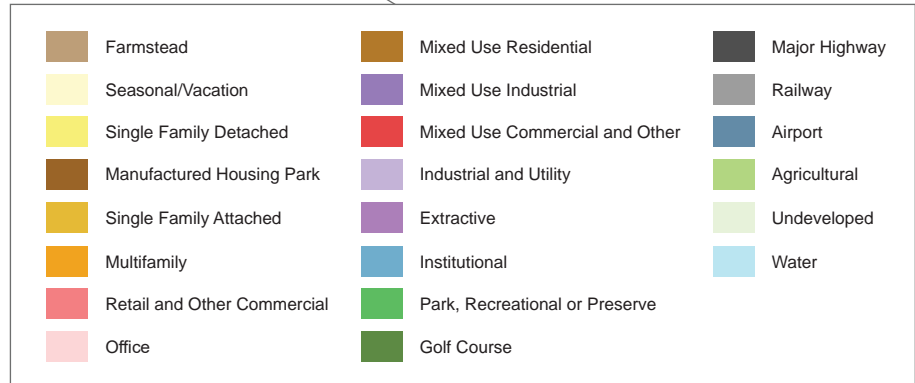 Farmstead
Seasonal/Vacation
Single Family Detached
Manufactured Housing Park
Single Family Attached
Multifamily
Retail and Other Commercial
Office
Mixed Use Residential
Mixed Use Industrial
Mixed Use Commercial and Other
Industrial and Utility
Extractive
Institutional
Park, Recreational or Preserve
Golf Course
Major Highway
Railway
Airport
Agricultural
Undeveloped
Water